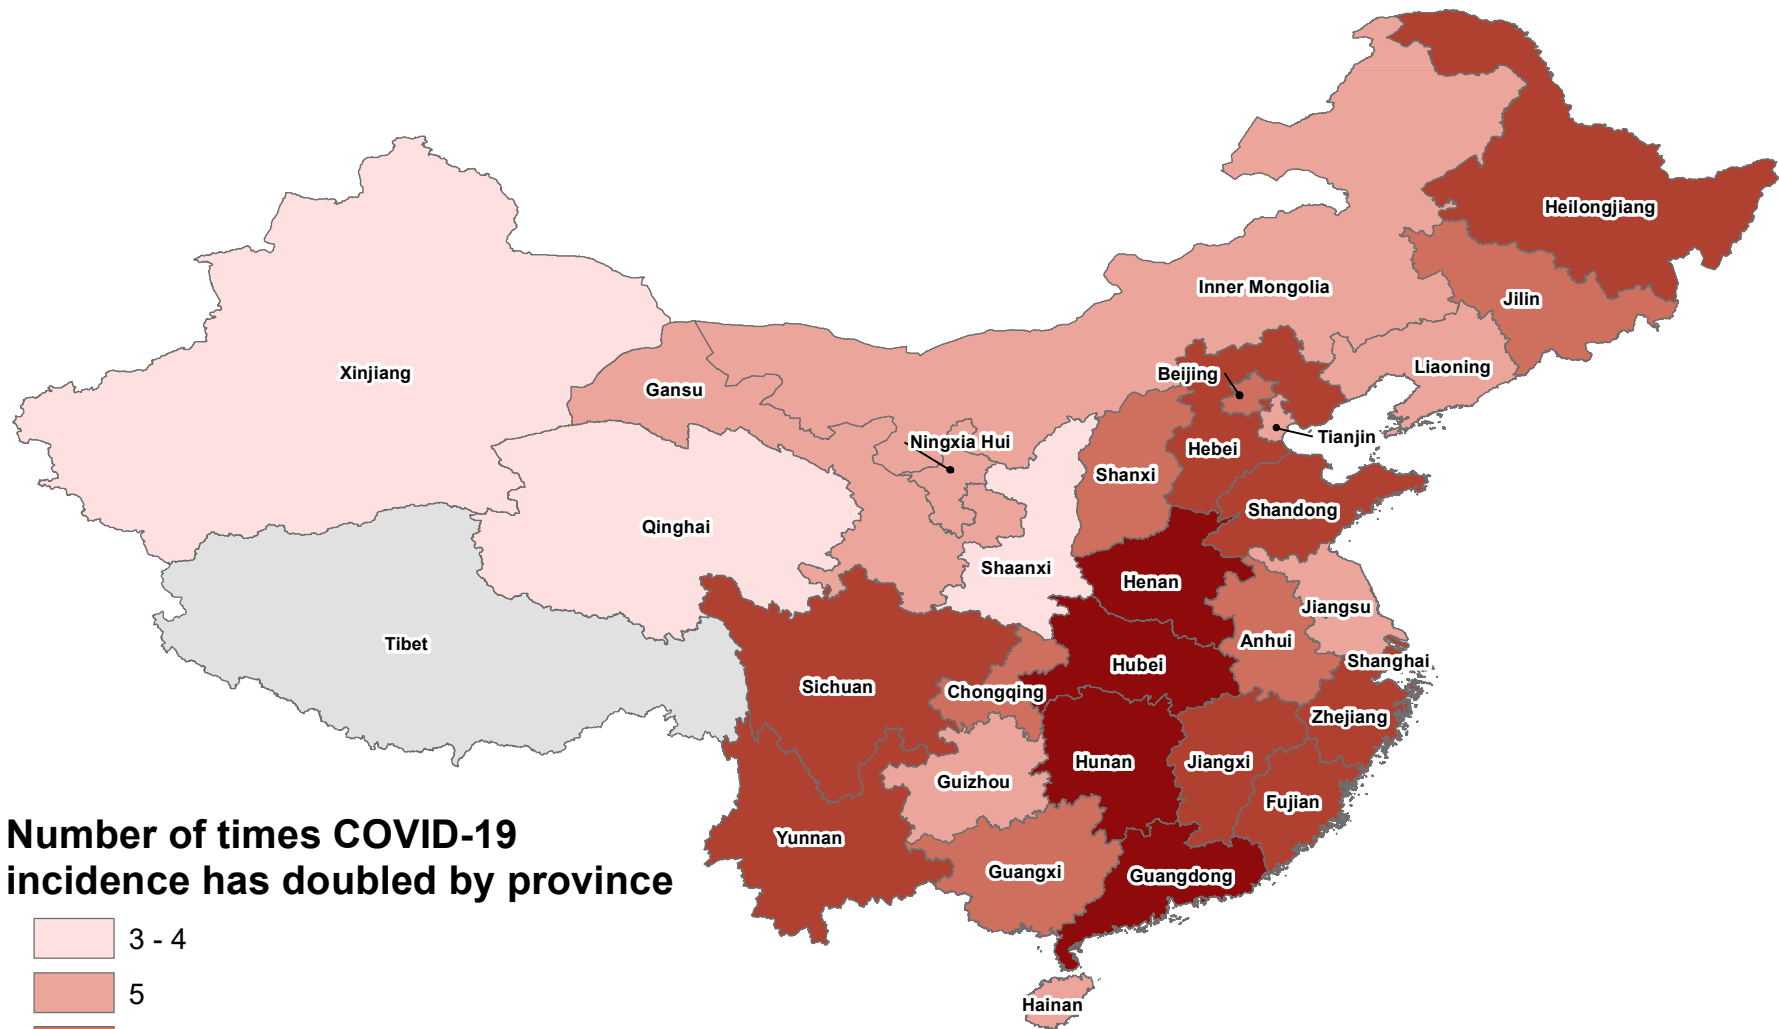 Heilongjiang
Inner Mongolia
Jilin
Liaoning
Xinjiang
Gansu
Beijing
Ningxia Hui
Tianjin
Hebei
Shanxi
Shandong
Qinghai
Shaanxi
Henan
Jiangsu
Tibet
Anhui
Hubei
Shanghai
Sichuan
Chongqing
Zhejiang
Hunan
Jiangxi
Guizhou
Fujian
Yunnan
Guangxi
Guangdong
Hainan
Number of times COVID-19
incidence has doubled by province
3 - 4
5